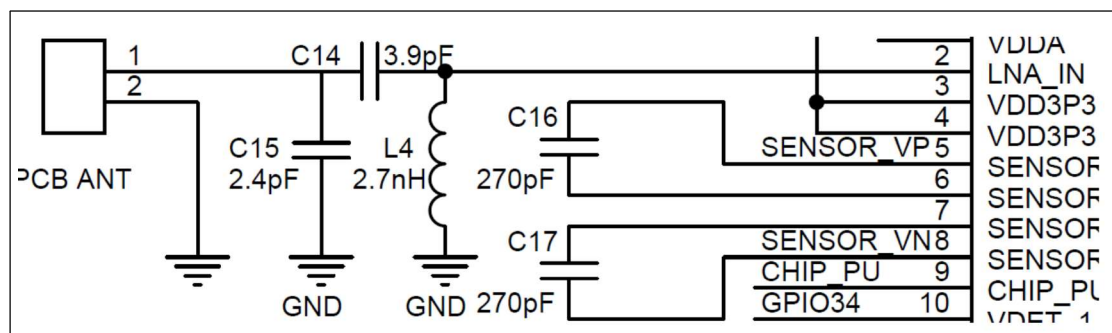 VDDA
1 C14 3.9pF 2 LNA_IN
2 3 VDD3P3
C16 4 VDD3P3
C15 L4 SENSOR_VP 5 SENSOR
PCB ANT 2.4pF 2.7nH 270pF 6 SENSOR
7 SENSOR
C17 SENSOR_VN 8 SENSOR
CHIP_PU 9 CHIP_PU
GND GND 270pF GPIO34 10 VDET_1